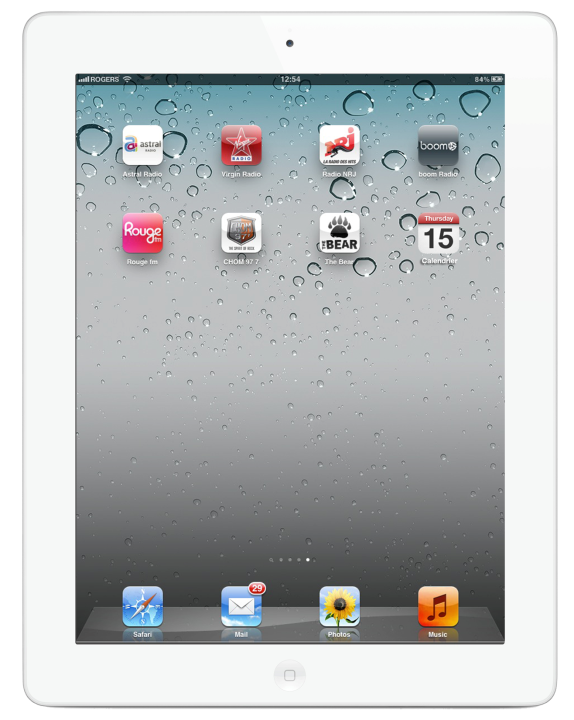 ROGERS 12:54 84%
astral
RADIO
Virgin
RADIO
NRJ
LA RADIO DES HITS
boom
Astral Radio Virgin Radio Radio NRJ boom Radio
Rouge
fm
CHOM
THE SPIRIT OF ROCK
THE BEAR
Thursday
15
Rouge fm CHOM 97 7 The Bear Calendrier
29
Safari Mail Photos Music